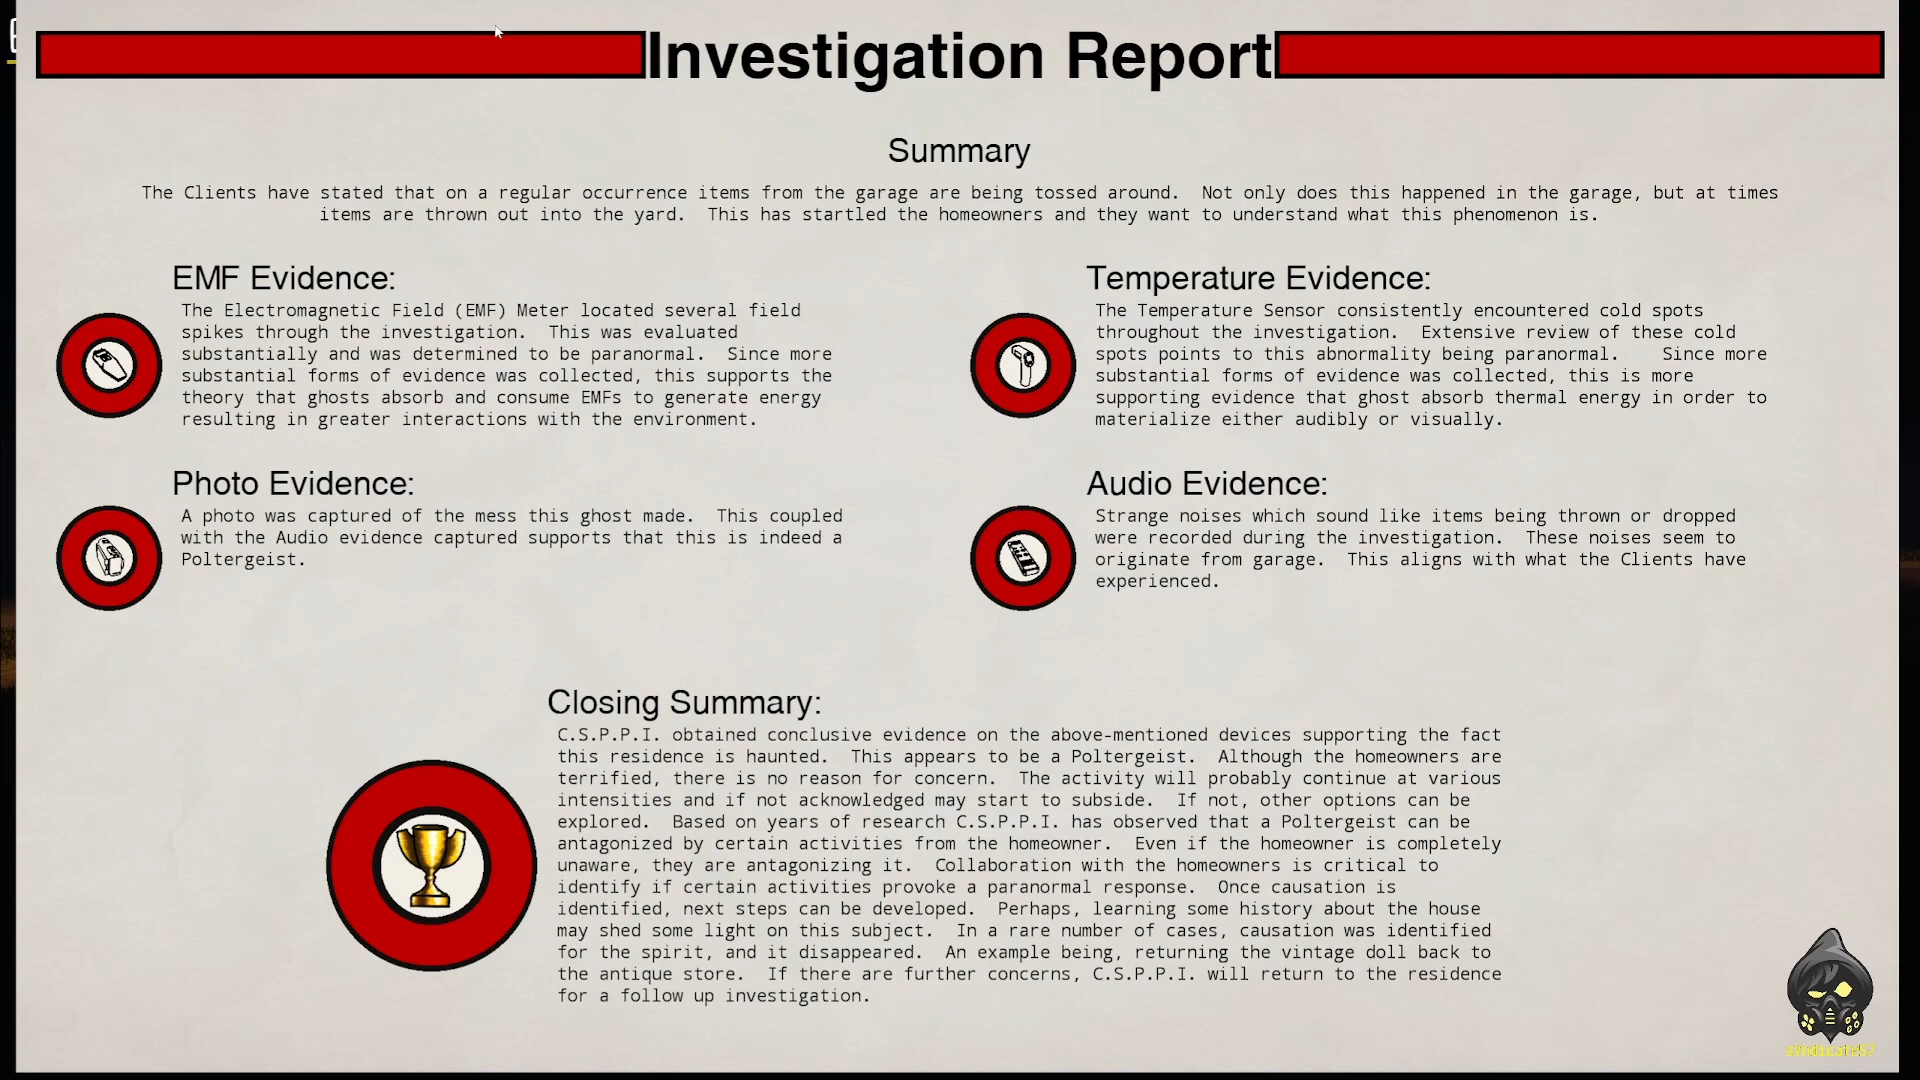 Investigation Report
Summary
The Clients have stated that on a regular occurrence items from the garage are being tossed around.  Not only does this happened in the garage, but at times
items are thrown out into the yard.  This has startled the homeowners and they want to understand what this phenomenon is.
EMF Evidence:
The Electromagnetic Field (EMF) Meter located several field
spikes through the investigation.  This was evaluated
substantially and was determined to be paranormal.  Since more
substantial forms of evidence was collected, this supports the
theory that ghosts absorb and consume EMFs to generate energy
resulting in greater interactions with the environment.
Temperature Evidence:
The Temperature Sensor consistently encountered cold spots
throughout the investigation.  Extensive review of these cold
spots points to this abnormality being paranormal.    Since more
substantial forms of evidence was collected, this is more
supporting evidence that ghost absorb thermal energy in order to
materialize either audibly or visually.
Photo Evidence:
A photo was captured of the mess this ghost made.  This coupled
with the Audio evidence captured supports that this is indeed a
Poltergeist.
Audio Evidence:
Strange noises which sound like items being thrown or dropped
were recorded during the investigation.  These noises seem to
originate from garage.  This aligns with what the Clients have
experienced.
Closing Summary:
C.S.P.P.I. obtained conclusive evidence on the above-mentioned devices supporting the fact
this residence is haunted.  This appears to be a Poltergeist.  Although the homeowners are
terrified, there is no reason for concern.  The activity will probably continue at various
intensities and if not acknowledged may start to subside.  If not, other options can be
explored.  Based on years of research C.S.P.P.I. has observed that a Poltergeist can be
antagonized by certain activities from the homeowner.  Even if the homeowner is completely
unaware, they are antagonizing it.  Collaboration with the homeowners is critical to
identify if certain activities provoke a paranormal response.  Once causation is
identified, next steps can be developed.  Perhaps, learning some history about the house
may shed some light on this subject.  In a rare number of cases, causation was identified
for the spirit, and it disappeared.  An example being, returning the vintage doll back to
the antique store.  If there are further concerns, C.S.P.P.I. will return to the residence
for a follow up investigation.